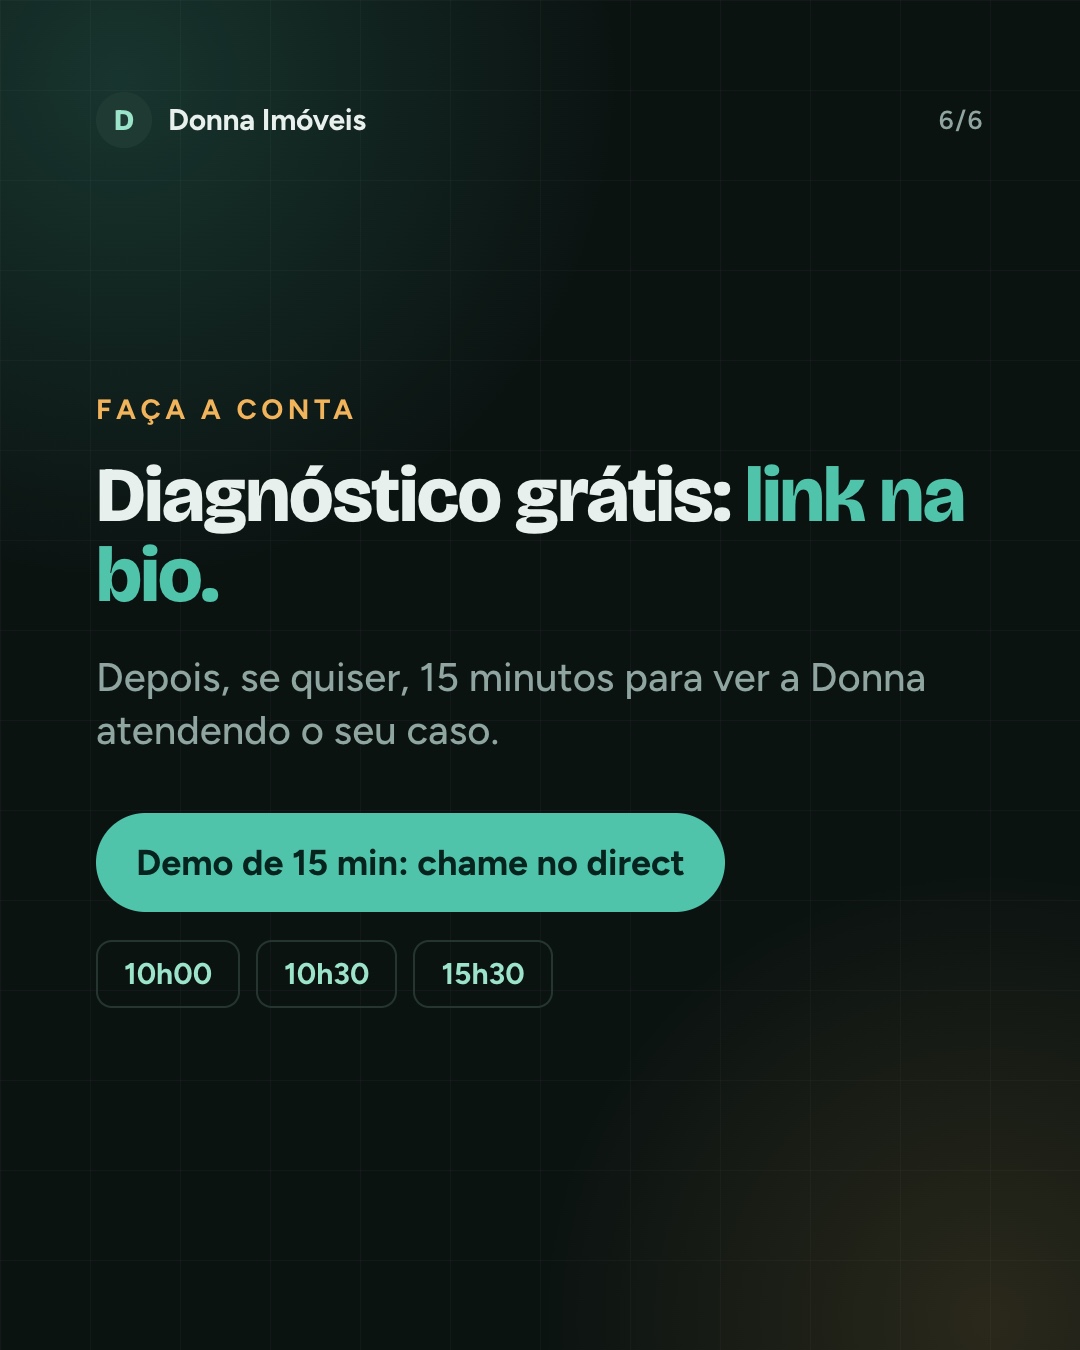 D Donna Imóveis 6/6
FAÇA A CONTA
Diagnóstico grátis: link na
bio.
Depois, se quiser, 15 minutos para ver a Donna
atendendo o seu caso.
Demo de 15 min: chame no direct
10h00 10h30 15h30